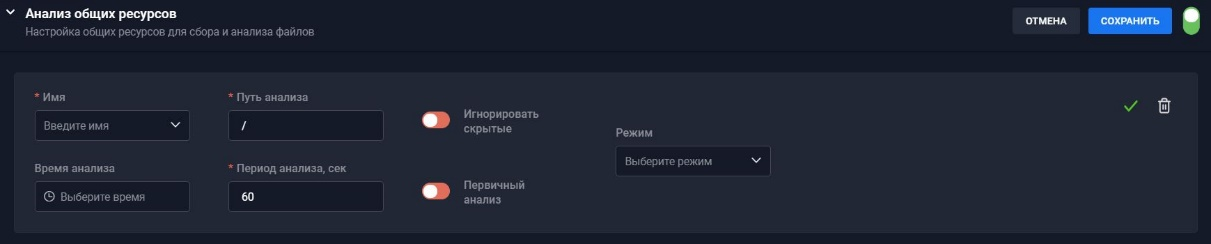 Анализ общих ресурсов
Настройка общих ресурсов для сбора и анализа файлов
ОТМЕНА
СОХРАНИТЬ
* Имя
Введите имя
* Путь анализа
/
Игнорировать
скрытые
Режим
Выберите режим
Время анализа
Выберите время
* Период анализа, сек
60
Первичный
анализ